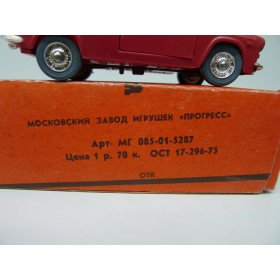 МОСКОВСКИЙ ЗАВОД ИГРУШЕК «ПРОГРЕСС»
Арт. МГ 085-01-5287
Цена 1 р. 70 к. ОСТ 17-296-75
ОТК